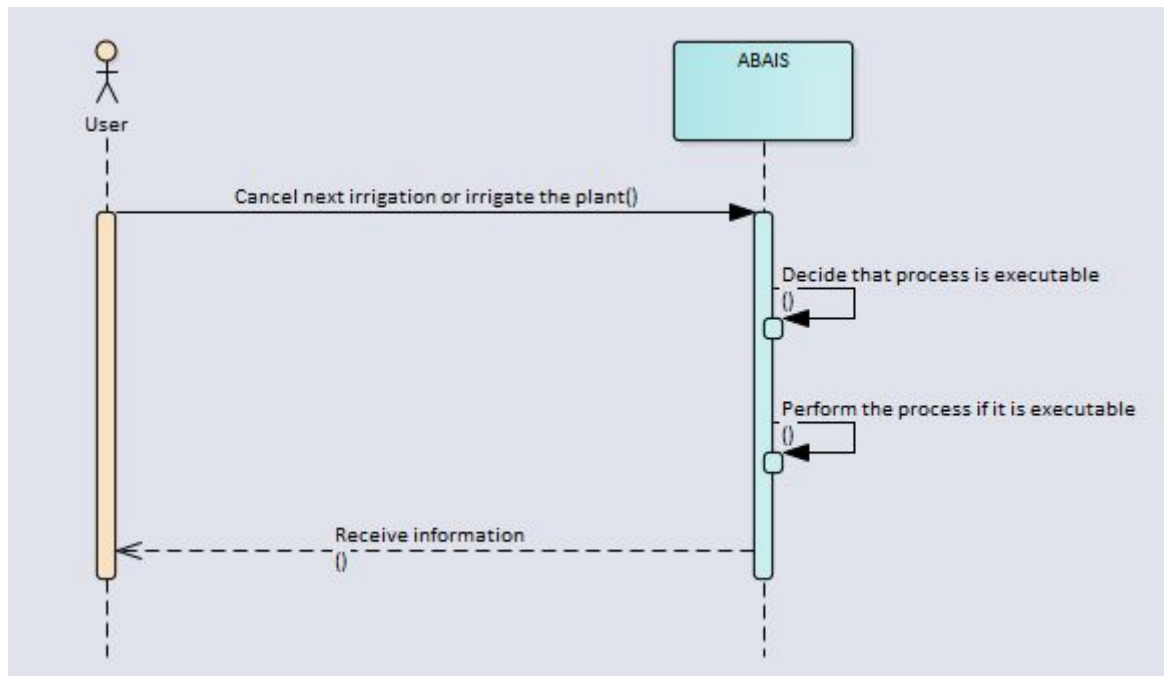 ABAIS
User
Cancel next irrigation or irrigate the plant()
Decide that process is executable
()
Perform the process if it is executable
()
Receive information
()